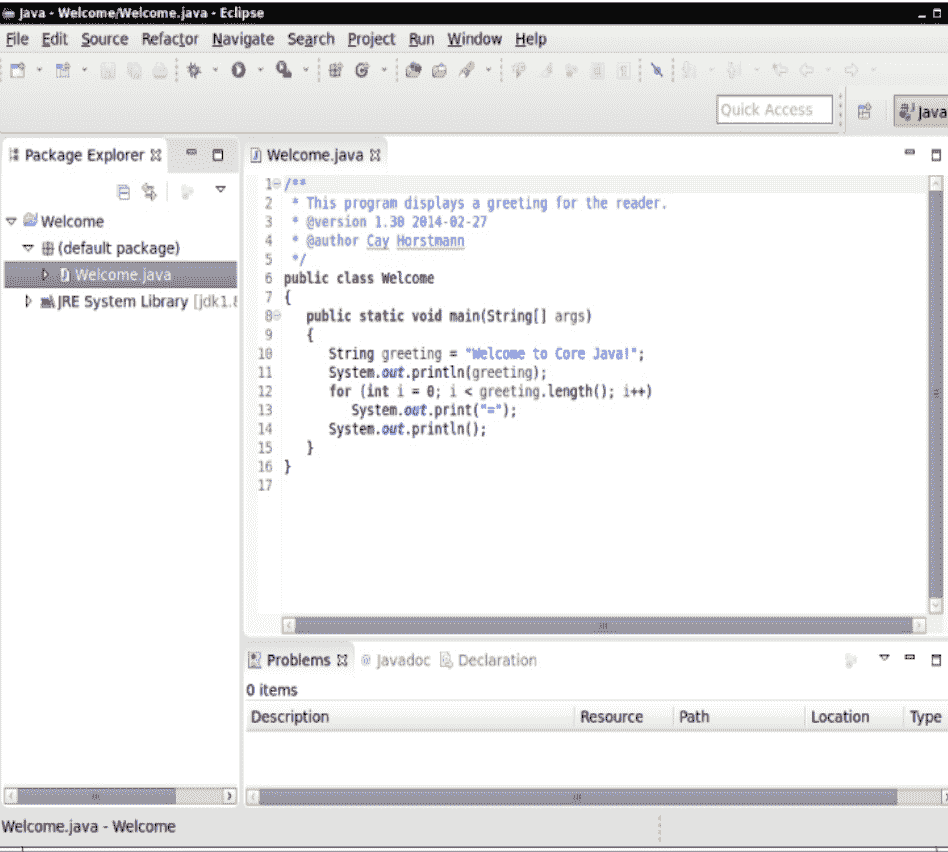 Java - Welcome/Welcome.java - Eclipse
File Edit Source Refactor Navigate Search Project Run Window Help
Quick Access
Java
Package Explorer
Welcome
(default package)
Welcome.java
JRE System Library [jdk1.8
Welcome.java
1 /**
2 * This program displays a greeting for the reader.
3 * @version 1.30 2014-02-27
4 * @author Cay Horstmann
5 */
6 public class Welcome
7 {
8 public static void main(String[] args)
9 {
10 String greeting = "Welcome to Core Java!";
11 System.out.println(greeting);
12 for (int i = 0; i < greeting.length(); i++)
13 System.out.print("=");
14 System.out.println();
15 }
16 }
17
Problems @ Javadoc Declaration
0 items
Description Resource Path Location Type
Welcome.java - Welcome